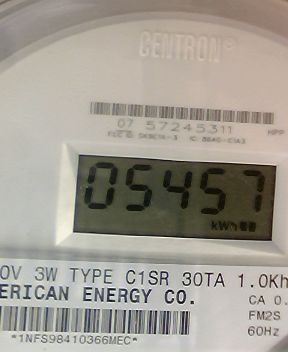 CENTRON®
07 57245311
HPP
05457
kWh
0V 3W TYPE C1SR 30TA 1.0Kh
ERICAN ENERGY CO.
CA 0.
FM2S
60Hz
*1NFS98410366MEC*